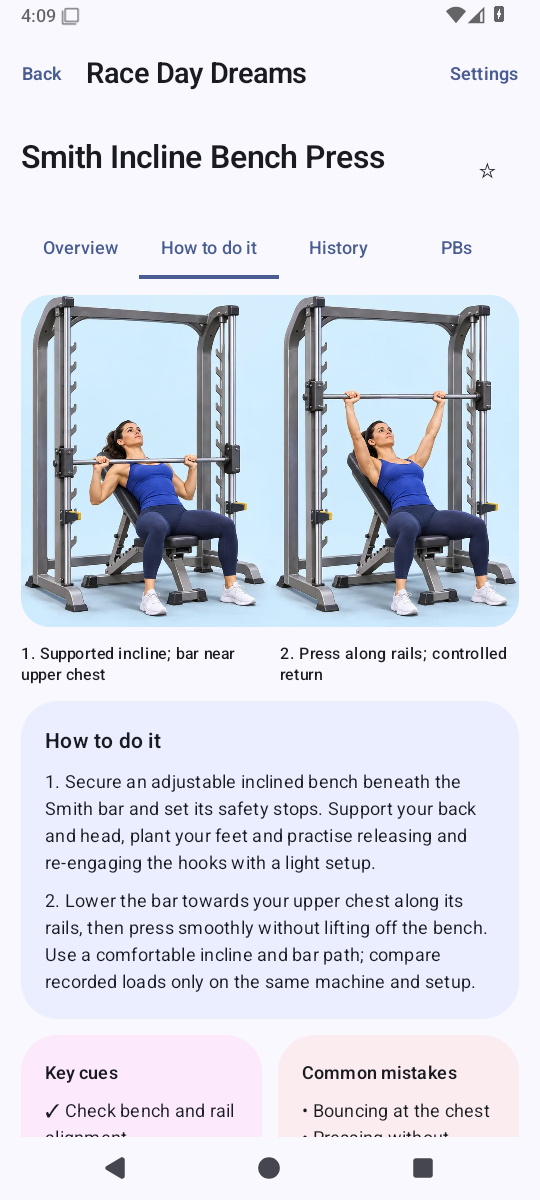 4:09
Back Race Day Dreams Settings
Smith Incline Bench Press ☆
Overview How to do it History PBs
1. Supported incline; bar near
upper chest
2. Press along rails; controlled
return
How to do it
1. Secure an adjustable inclined bench beneath the
Smith bar and set its safety stops. Support your back
and head, plant your feet and practise releasing and
re-engaging the hooks with a light setup.
2. Lower the bar towards your upper chest along its
rails, then press smoothly without lifting off the bench.
Use a comfortable incline and bar path; compare
recorded loads only on the same machine and setup.
Key cues
✓ Check bench and rail
alignment
Common mistakes
• Bouncing at the chest
• Pressing without